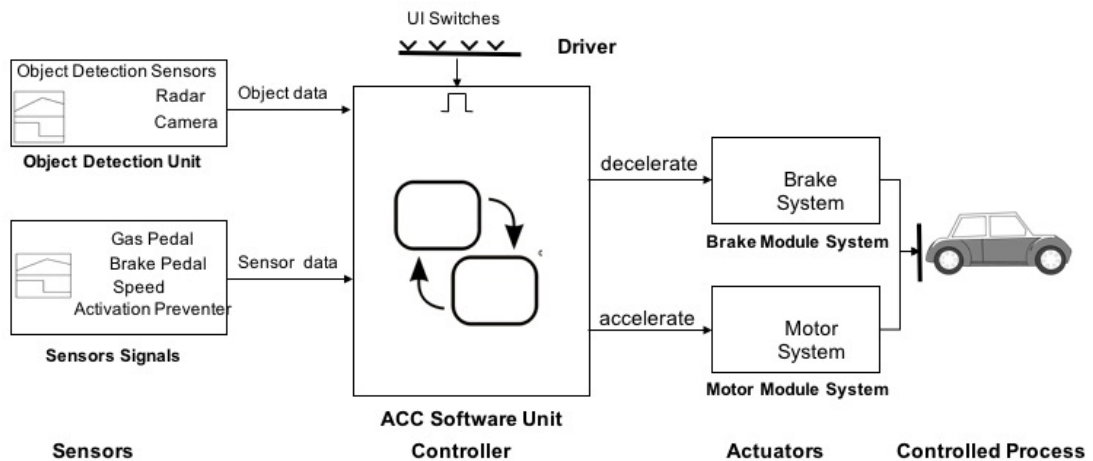 UI Switches
Driver
Object Detection Sensors
Radar
Camera
Object data
Object Detection Unit
decelerate
Brake
System
Brake Module System
Gas Pedal
Brake Pedal
Speed
Activation Preventer
Sensor data
Sensors Signals
c
accelerate
Motor
System
Motor Module System
ACC Software Unit
Sensors
Controller
Actuators
Controlled Process